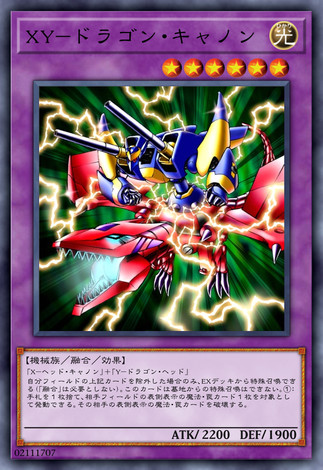 XY－ドラゴン・キャノン
光
【機械族／融合／効果】
「X－ヘッド・キャノン」＋「Y－ドラゴン・ヘッド」
自分フィールドの上記カードを除外した場合のみ、EXデッキから特殊召喚できる
（「融合」は必要としない）。このカードは墓地からの特殊召喚はできない。①：
手札を１枚捨て、相手フィールドの表側表示の魔法・罠カード１枚を対象とし
て発動できる。その相手の表側表示の魔法・罠カードを破壊する。
ATK/ 2200 DEF/1900
02111707